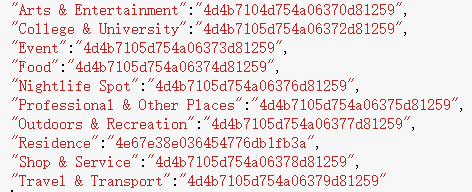 "Arts & Entertainment":"4d4b7104d754a06370d81259",
"College & University":"4d4b7105d754a06372d81259",
"Event":"4d4b7105d754a06373d81259",
"Food":"4d4b7105d754a06374d81259",
"Nightlife Spot":"4d4b7105d754a06376d81259",
"Professional & Other Places":"4d4b7105d754a06375d81259",
"Outdoors & Recreation":"4d4b7105d754a06377d81259",
"Residence":"4e67e38e036454776db1fb3a",
"Shop & Service":"4d4b7105d754a06378d81259",
"Travel & Transport":"4d4b7105d754a06379d81259"